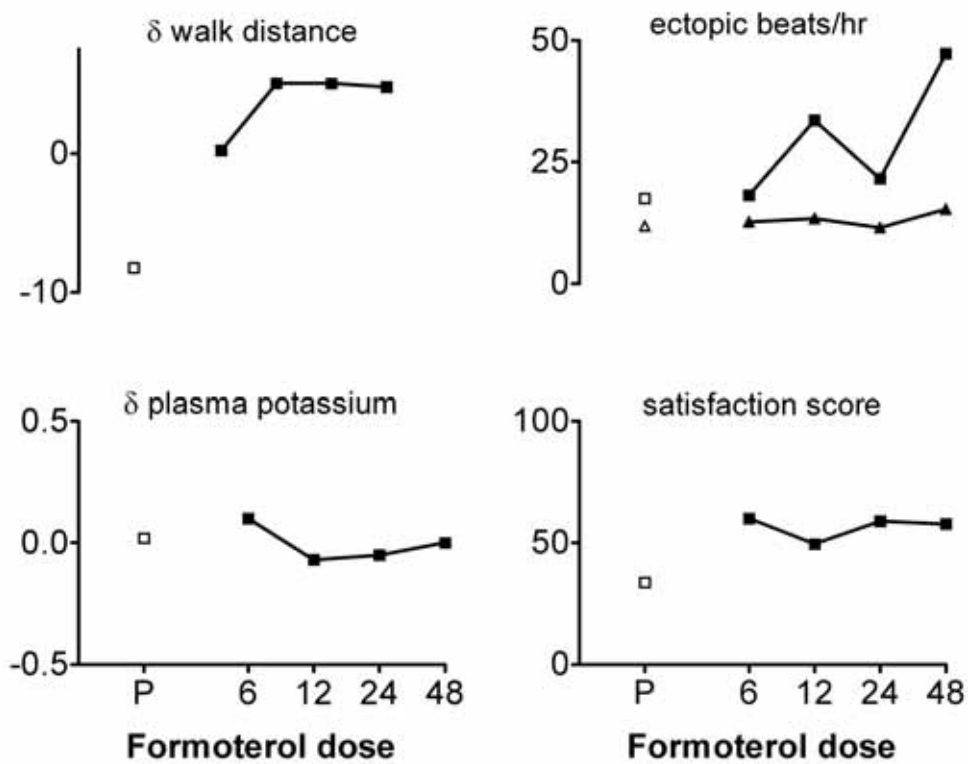 δ walk distance
0
-10
ectopic beats/hr
50
25
0
δ plasma potassium
0.5
0.0
-0.5
P 6 12 24 48
Formoterol dose
satisfaction score
100
50
0
P 6 12 24 48
Formoterol dose